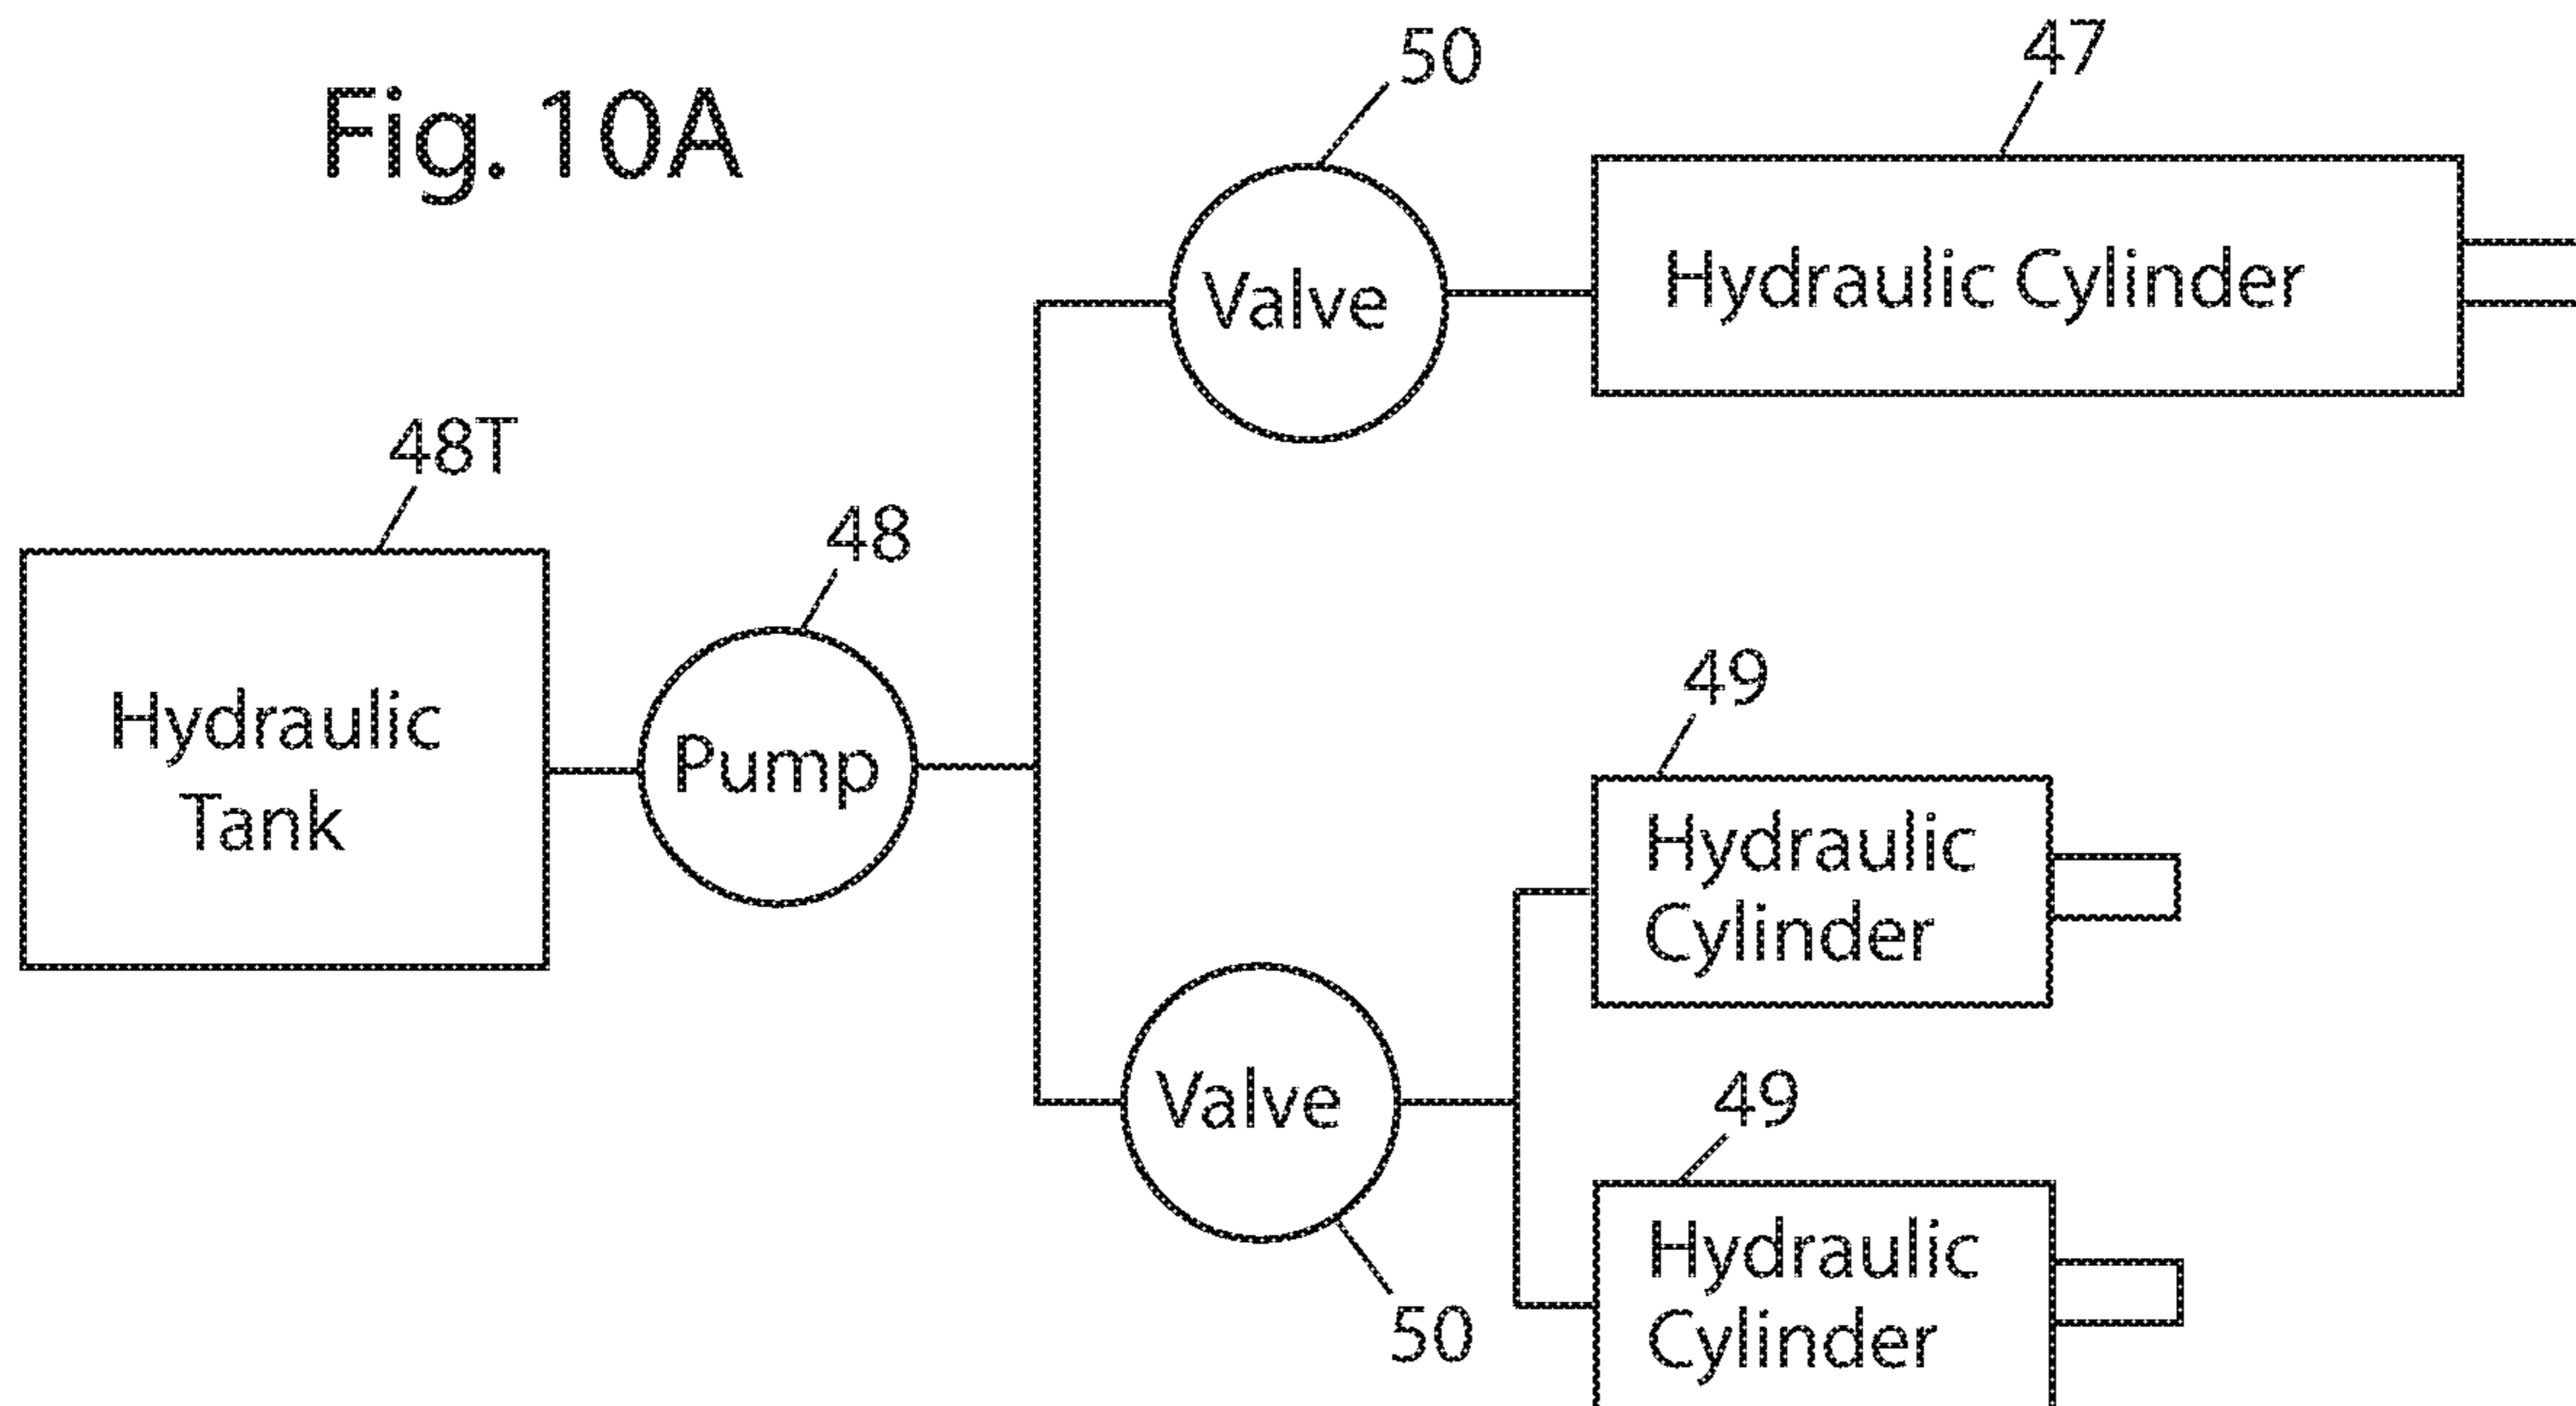 Fig. 10A
50
47
Valve
Hydraulic Cylinder
48T
48
Hydraulic
Tank
Pump
49
Hydraulic
Cylinder
Valve
49
50
Hydraulic
Cylinder